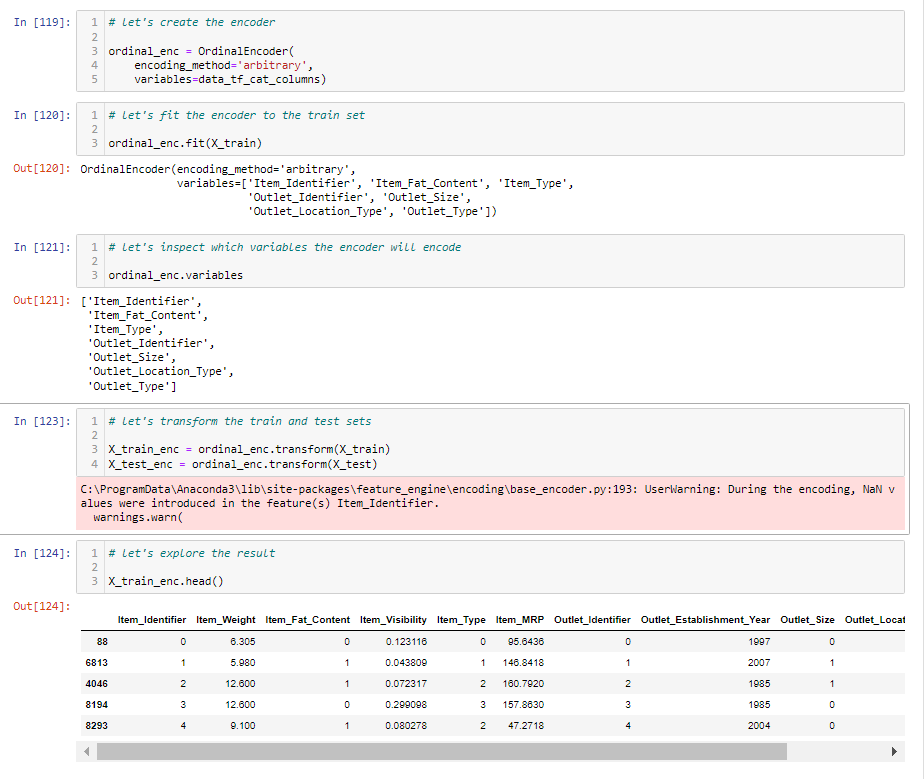 In [119]:
1 # let's create the encoder
2
3 ordinal_enc = OrdinalEncoder(
4     encoding_method='arbitrary',
5     variables=data_tf_cat_columns)
In [120]:
1 # let's fit the encoder to the train set
2
3 ordinal_enc.fit(X_train)
Out[120]: OrdinalEncoder(encoding_method='arbitrary',
variables=['Item_Identifier', 'Item_Fat_Content', 'Item_Type',
'Outlet_Identifier', 'Outlet_Size',
'Outlet_Location_Type', 'Outlet_Type'])
In [121]:
1 # let's inspect which variables the encoder will encode
2
3 ordinal_enc.variables
Out[121]: ['Item_Identifier',
'Item_Fat_Content',
'Item_Type',
'Outlet_Identifier',
'Outlet_Size',
'Outlet_Location_Type',
'Outlet_Type']
In [123]:
1 # let's transform the train and test sets
2
3 X_train_enc = ordinal_enc.transform(X_train)
4 X_test_enc = ordinal_enc.transform(X_test)
C:\ProgramData\Anaconda3\lib\site-packages\feature_engine\encoding\base_encoder.py:193: UserWarning: During the encoding, NaN v
alues were introduced in the feature(s) Item_Identifier.
warnings.warn(
In [124]:
1 # let's explore the result
2
3 X_train_enc.head()
Out[124]:
Item_Identifier Item_Weight Item_Fat_Content Item_Visibility Item_Type Item_MRP Outlet_Identifier Outlet_Establishment_Year Outlet_Size Outlet_Locat
88 0 6.305 0 0.123116 0 95.6436 0 1997 0
6813 1 5.980 1 0.043809 1 146.8418 1 2007 1
4046 2 12.600 1 0.072317 2 160.7920 2 1985 1
8194 3 12.600 0 0.299098 3 157.8630 3 1985 0
8293 4 9.100 1 0.080278 2 47.2718 4 2004 0